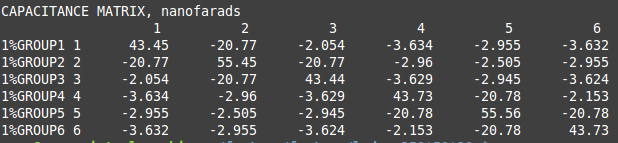 CAPACITANCE MATRIX, nanofarads
1 2 3 4 5 6
1%GROUP1 1 43.45 -20.77 -2.054 -3.634 -2.955 -3.632
1%GROUP2 2 -20.77 55.45 -20.77 -2.96 -2.505 -2.955
1%GROUP3 3 -2.054 -20.77 43.44 -3.629 -2.945 -3.624
1%GROUP4 4 -3.634 -2.96 -3.629 43.73 -20.78 -2.153
1%GROUP5 5 -2.955 -2.505 -2.945 -20.78 55.56 -20.78
1%GROUP6 6 -3.632 -2.955 -3.624 -2.153 -20.78 43.73